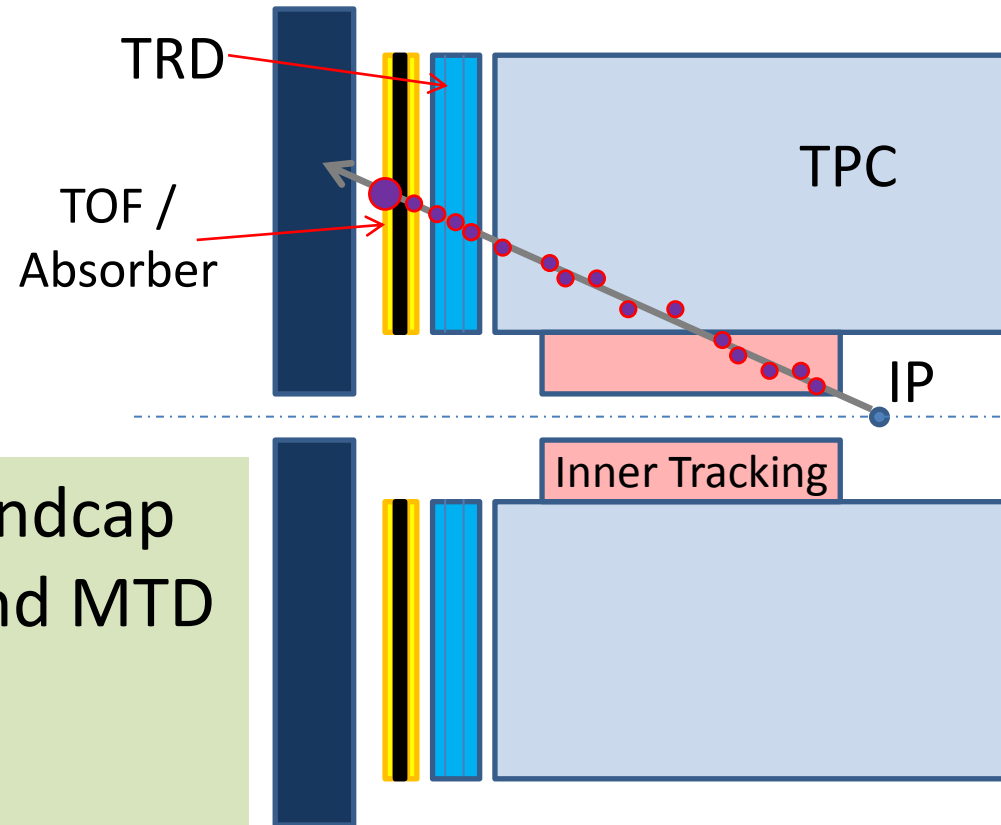 TRD
TPC
TOF /
Absorber
IP
Inner Tracking
ndcap
nd MTD